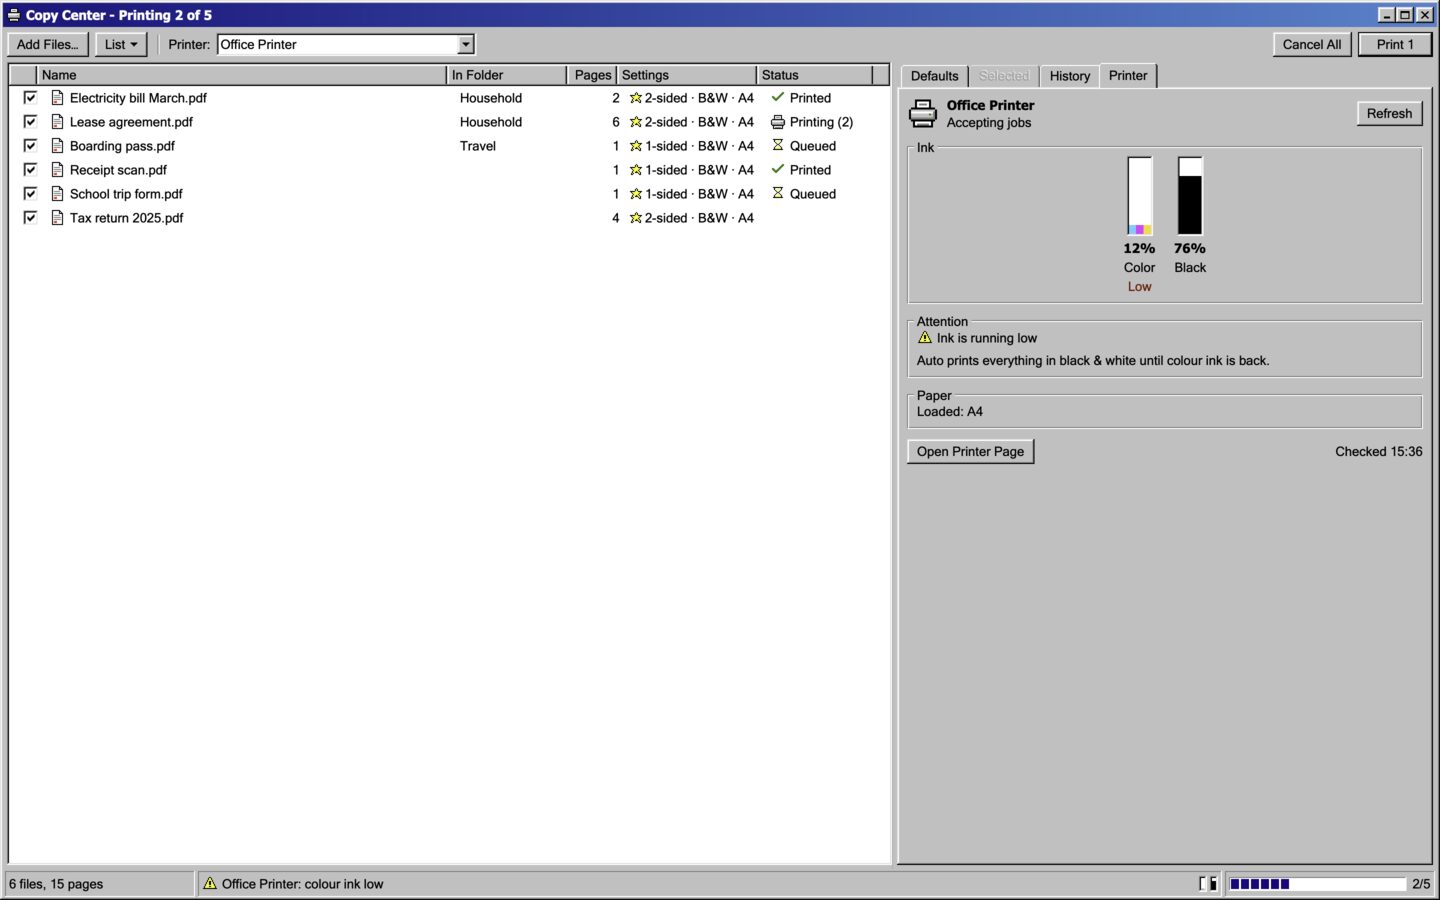 Copy Center - Printing 2 of 5
Add Files... List Printer: Office Printer Cancel All Print 1
Name In Folder Pages Settings Status
Electricity bill March.pdf Household 2 2-sided · B&W · A4 Printed
Lease agreement.pdf Household 6 2-sided · B&W · A4 Printing (2)
Boarding pass.pdf Travel 1 1-sided · B&W · A4 Queued
Receipt scan.pdf 1 1-sided · B&W · A4 Printed
School trip form.pdf 1 1-sided · B&W · A4 Queued
Tax return 2025.pdf 4 2-sided · B&W · A4
Defaults Selected History Printer
Office Printer
Accepting jobs
Refresh
Ink
12% 76%
Color Black
Low
Attention
Ink is running low
Auto prints everything in black & white until colour ink is back.
Paper
Loaded: A4
Open Printer Page Checked 15:36
6 files, 15 pages Office Printer: colour ink low 2/5